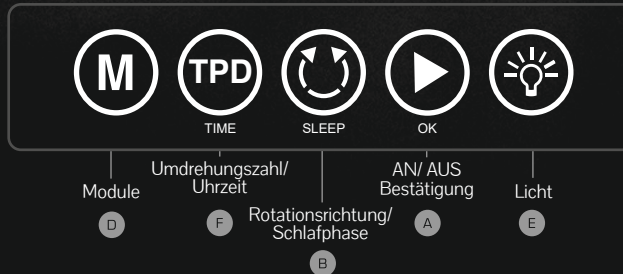 M
TPD
TIME
SLEEP
OK
Module
D
Umdrehungszahl/
Uhrzeit
F
Rotationsrichtung/
Schlafphase
B
AN/ AUS
Bestätigung
A
Licht
E